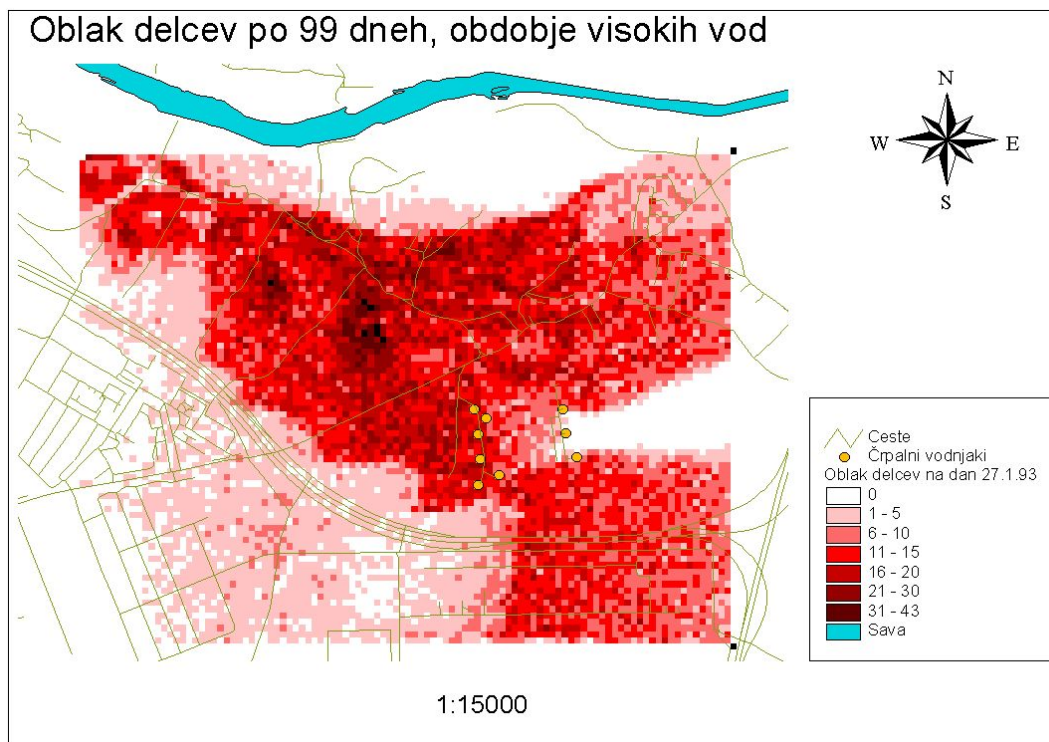 Oblak delcev po 99 dneh, obdobje visokih vod
N
W E
S
Ceste
Črpalni vodnjaki
Oblak delcev na dan 27.1.93
0
1 - 5
6 - 10
11 - 15
16 - 20
21 - 30
31 - 43
Sava
1:15000